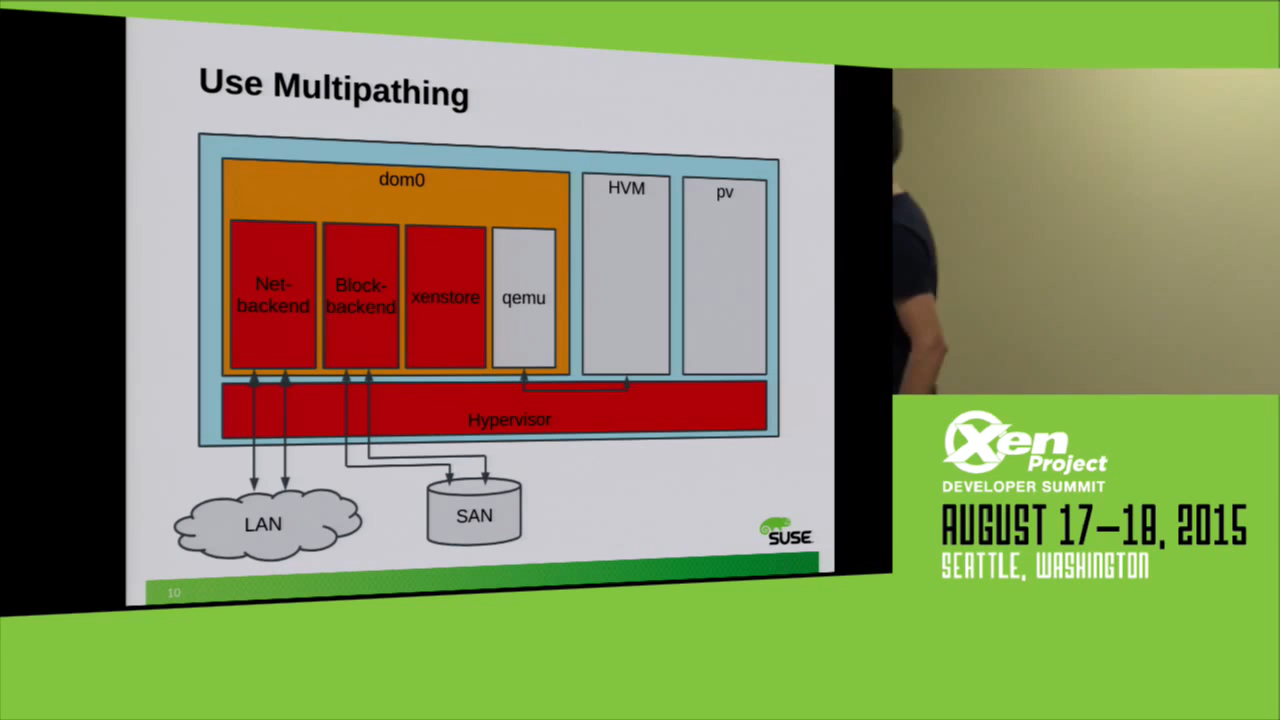 Use Multipathing
dom0
HVM
pv
Net-
backend
Block-
backend
xenstore
qemu
Hypervisor
LAN
SAN
SUSE
10
Xen
Project
DEVELOPER SUMMIT
AUGUST 17–18, 2015
SEATTLE, WASHINGTON